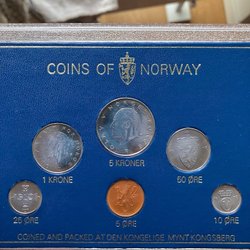 COINS OF NORWAY
1 KRONE
5 KRONER
50 ØRE
25 ØRE
5 ØRE
10 ØRE
COINED AND PACKED AT DEN KONGELIGE MYNT KONGSBERG